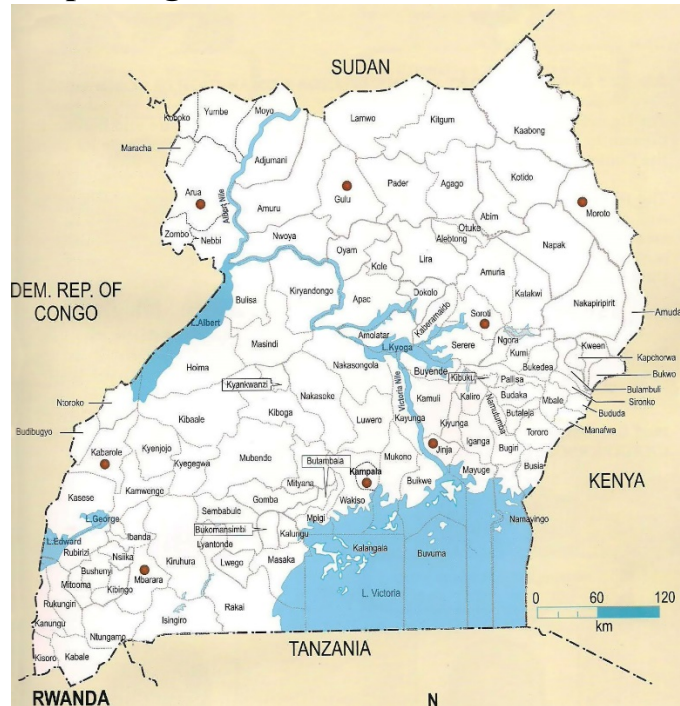 SUDAN
Koboko
Yumbe
Moyo
Lamwo
Kitgum
Kaabong
Maracha
Adjumani
Arua
Albert Nile
Gulu
Pader
Agago
Kotido
Moroto
Amuru
Abim
Zombo
Nebbi
Nwoya
Otuke
Alebtong
Napak
Oyam
Kole
Lira
Amuria
DEM. REP. OF
CONGO
Bulisa
Kiryandongo
Apac
Dokolo
Katakwi
Nakapiripirit
Amuda
L.Albert
Kaberamaido
Soroti
Masindi
Amolatar
L.Kyoga
Serere
Ngora
Kumi
Kween
Kapchorwa
Hoima
Nakasongola
Buyende
Kibuku
Bukedea
Bukwo
Kyankwanzi
Victoria Nile
Pallisa
Bulambuli
Ntoroko
Nakasoke
Kamuli
Kaliro
Namutumba
Budaka
Mbale
Sironko
Kibaale
Kiboga
Luwero
Kayunga
Butaleja
Bududa
Budibugyo
Kiyunga
Manafwa
Kabarole
Kyenjojo
Kyegegwa
Mubende
Butambala
Kampala
Mukono
Jinja
Iganga
Bugiri
Tororo
Kasese
Kamwenge
Mityana
Wakiso
Buikwe
Mayuge
Busia
KENYA
Gomba
Mpigi
Sembabule
L.George
Ibanda
Bukomansimbi
Kalungu
Namayingo
L.Edward
Rubirizi
Nsiika
Kiruhura
Lyantonde
Masaka
Kalangala
Buvuma
Bushenyi
Mbarara
Lwego
Mitooma
Kibingo
L. Victoria
Rukungiri
Isingiro
Rakai
0 60 120
km
Kanungu
Ntungamo
Kisoro
Kabale
TANZANIA
RWANDA
N